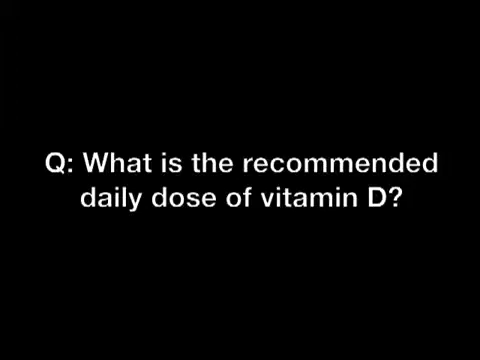 Q: What is the recommended
daily dose of vitamin D?